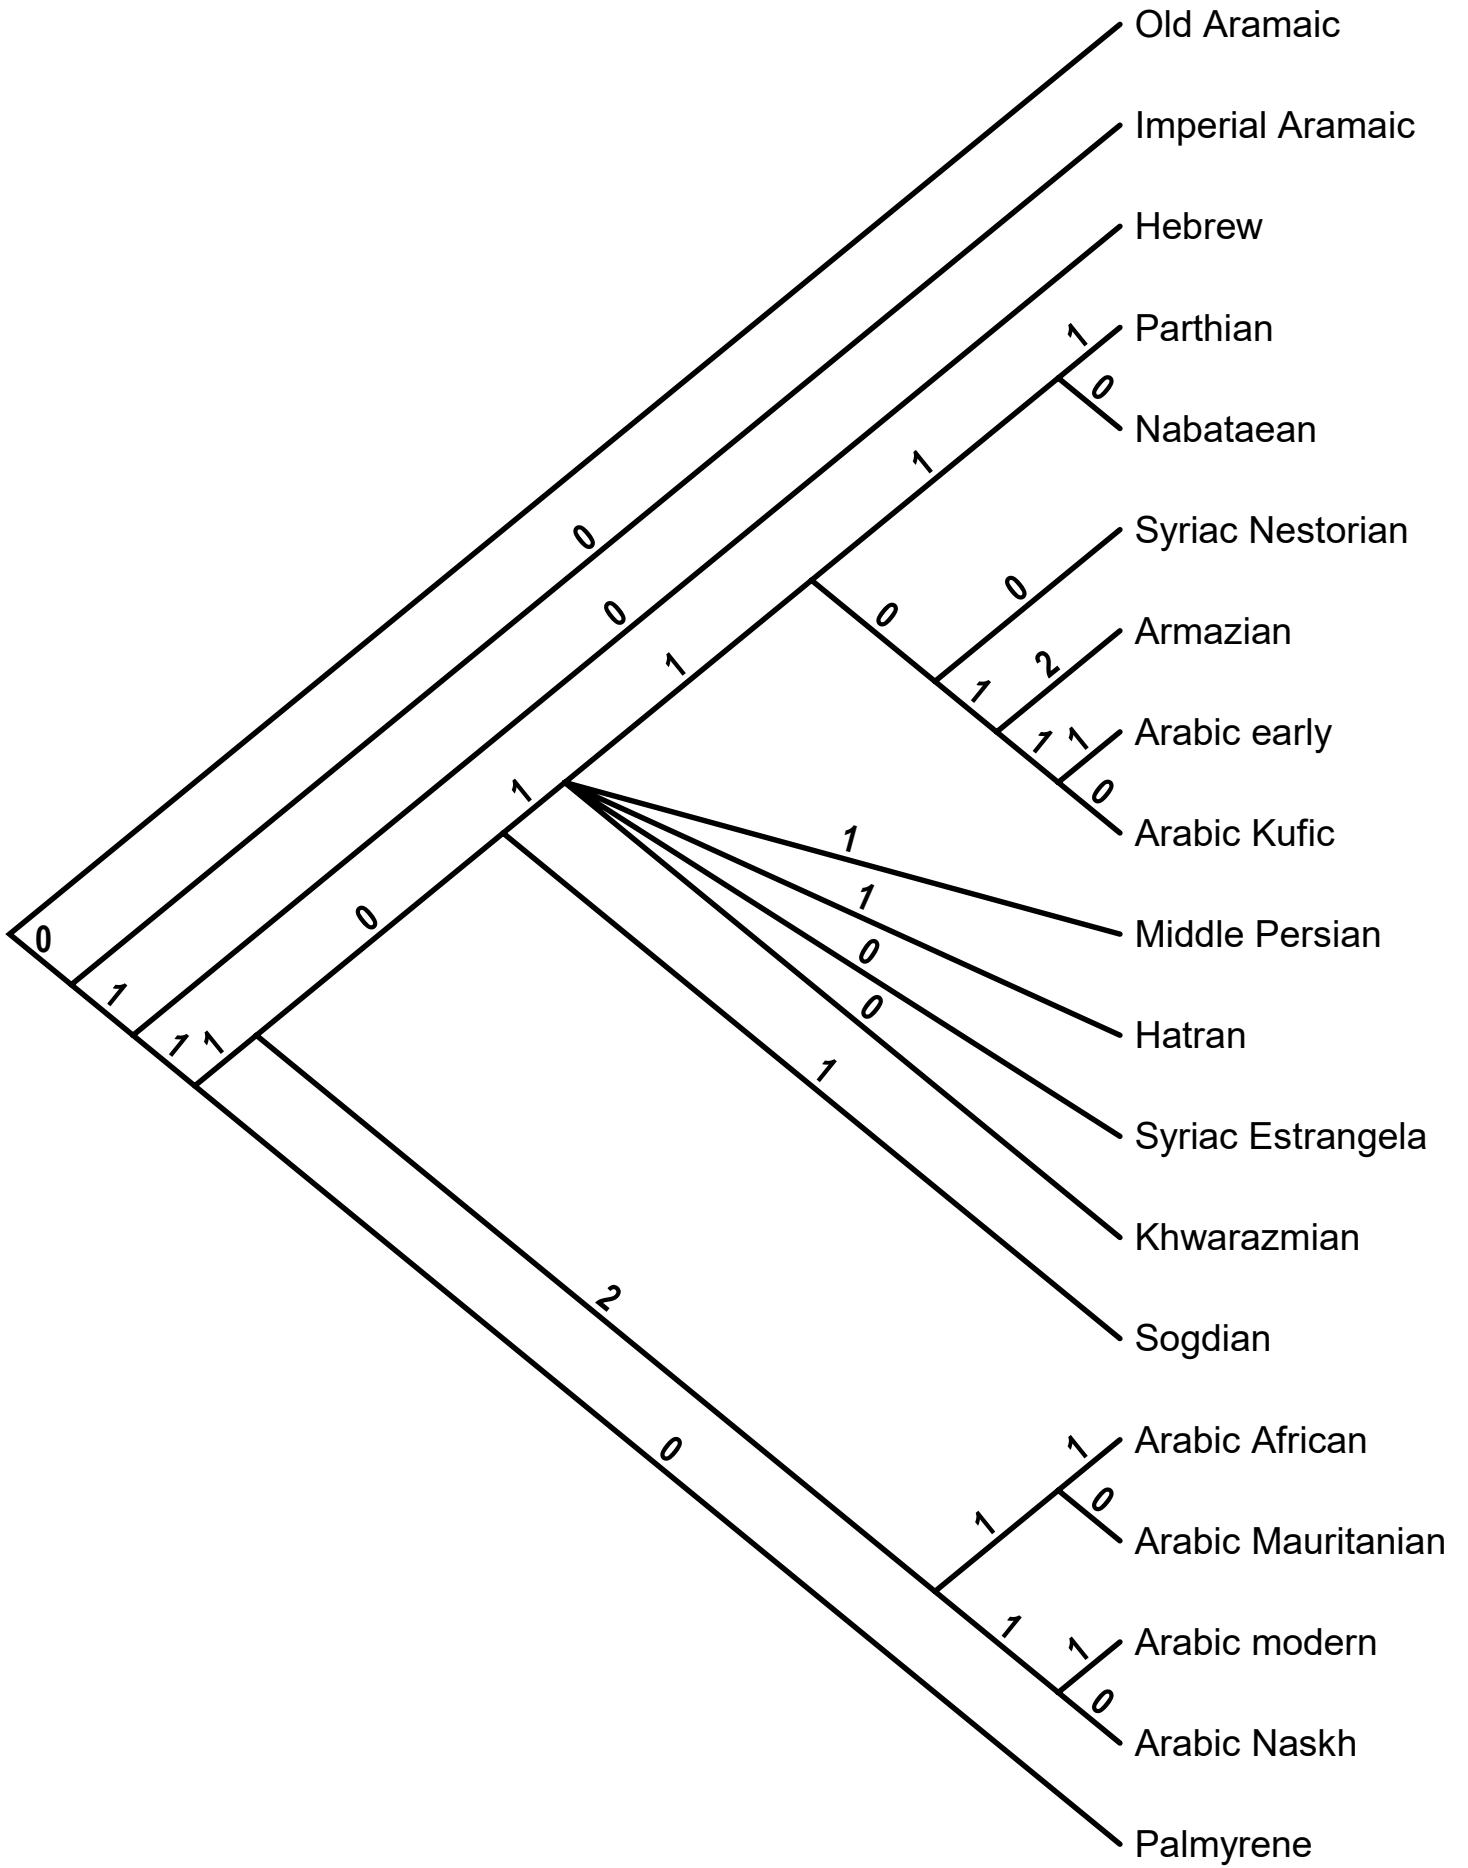 Old Aramaic
Imperial Aramaic
Hebrew
1
Parthian
0
Nabataean
1
0
Syriac Nestorian
0
0
0
2
Armazian
0
1
1
1
1
Arabic early
0
Arabic Kufic
1
1
Middle Persian
1
0
0
0
0
Hatran
1
1
1
1
Syriac Estrangela
Khwarazmian
2
Sogdian
0
1
Arabic African
0
Arabic Mauritanian
1
1
1
Arabic modern
0
Arabic Naskh
Palmyrene